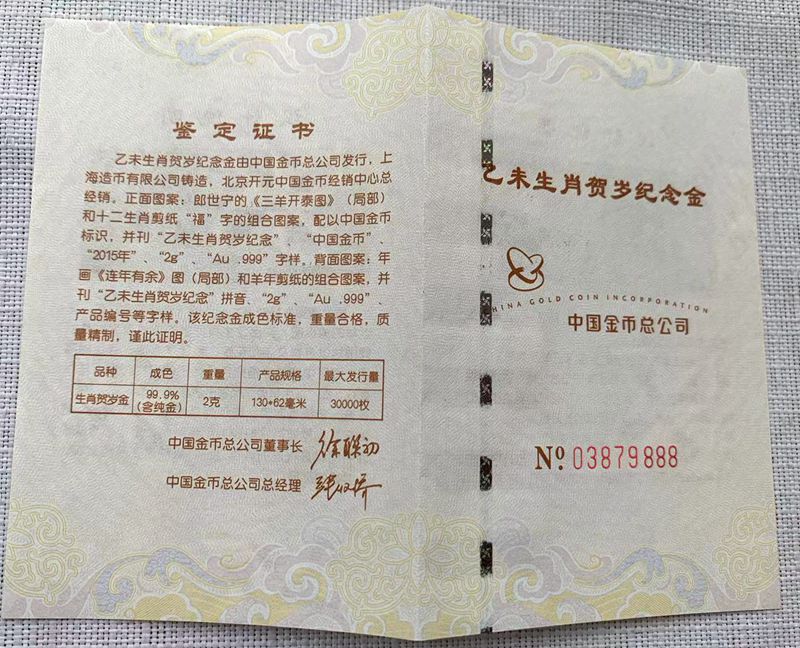 鉴定证书
乙未生肖贺岁纪念金由中国金币总公司发行，上
海造币有限公司铸造，北京开元中国金币经销中心总
经销。正面图案：郎世宁的《三羊开泰图》（局部）
和十二生肖剪纸“福”字的组合图案，配以中国金币
标识，并刊“乙未生肖贺岁纪念”、“中国金币”、
“2015年”、“2g”、“Au .999”字样。背面图案：年
画《连年有余》图（局部）和羊年剪纸的组合图案，并
刊“乙未生肖贺岁纪念”拼音、“2g”、“Au .999”、
产品编号等字样。该纪念金成色标准，重量合格，质
量精制，谨此证明。
品种 成色 重量 产品规格 最大发行量
生肖贺岁金 99.9%（含纯金） 2克 130*62毫米 30000枚
中国金币总公司董事长 徐联初
中国金币总公司总经理
乙未生肖贺岁纪念金
HINA GOLD COIN INCORPORATION
中国金币总公司
№ 03879888